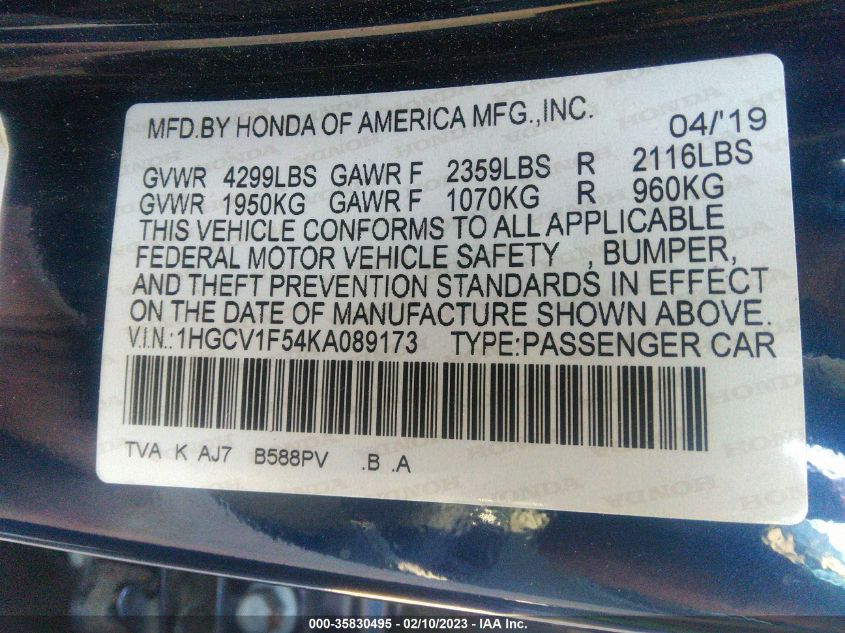 MFD.BY HONDA OF AMERICA MFG.,INC. 04/'19
GVWR 4299LBS GAWR F 2359LBS R 2116LBS
GVWR 1950KG GAWR F 1070KG R 960KG
THIS VEHICLE CONFORMS TO ALL APPLICABLE
FEDERAL MOTOR VEHICLE SAFETY , BUMPER,
AND THEFT PREVENTION STANDARDS IN EFFECT
ON THE DATE OF MANUFACTURE SHOWN ABOVE.
V.I.N.:1HGCV1F54KA089173 TYPE:PASSENGER CAR
TVA K AJ7 B588PV .B .A
000-35830495 — 02/10/2023 — IAA Inc.